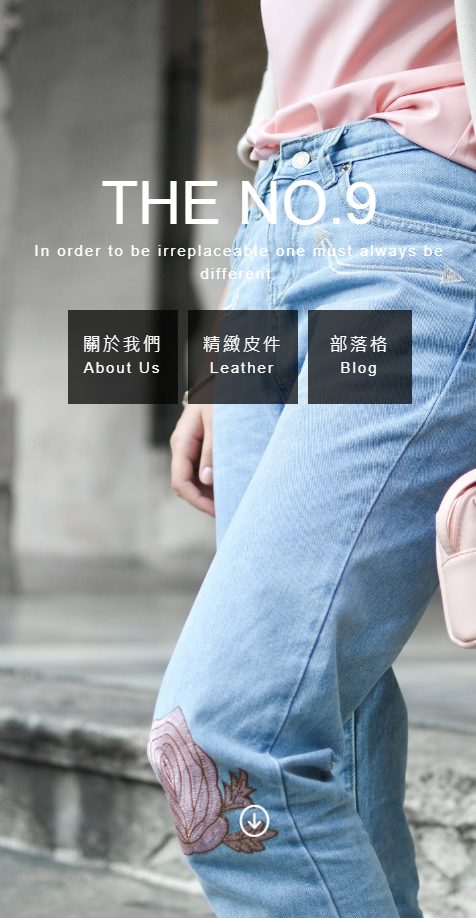 THE NO.9
In order to be irreplaceable one must always be
different.
關於我們
About Us
精緻皮件
Leather
部落格
Blog